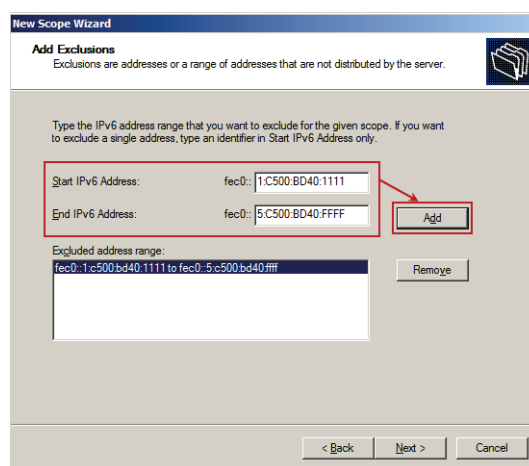 New Scope Wizard
Add Exclusions
Exclusions are addresses or a range of addresses that are not distributed by the server.
Type the IPv6 address range that you want to exclude for the given scope. If you want
to exclude a single address, type an identifier in Start IPv6 Address only.
Start IPv6 Address: fec0:: 1:C500:BD40:1111
End IPv6 Address: fec0:: 5:C500:BD40:FFFF
Add
Excluded address range:
fec0::1:c500:bd40:1111 to fec0::5:c500:bd40:ffff
Remove
< Back Next > Cancel